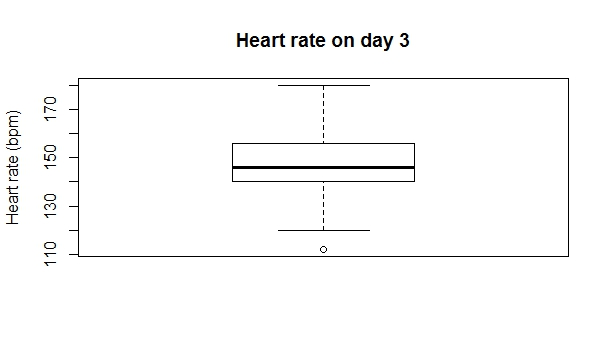 Heart rate on day 3
Heart rate (bpm)
170
150
130
110